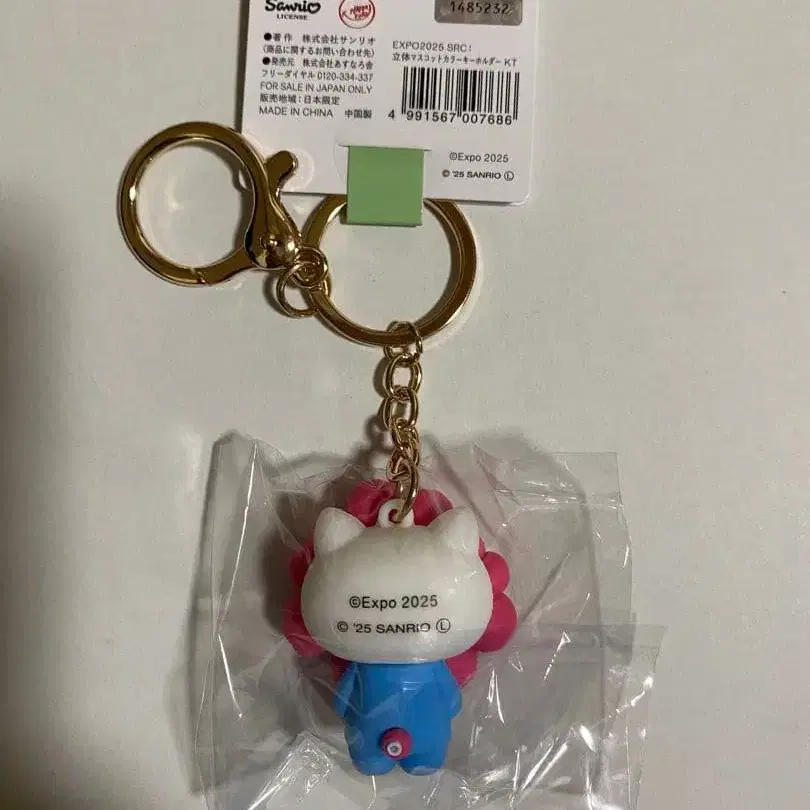 Sanrio
LICENSE
HAPPY
1485232
●著作 株式会社サンリオ
(商品に関するお問い合わせ先)
●発売元 株式会社あすなろ舎
フリーダイヤル 0120-334-337
FOR SALE IN JAPAN ONLY
販売地域:日本限定
MADE IN CHINA 中国製
EXPO2025 SRC:
立体マスコットカラーキーホルダー KT
4 991567 007686
©Expo 2025
© '25 SANRIO Ⓛ
©Expo 2025
© '25 SANRIO Ⓛ